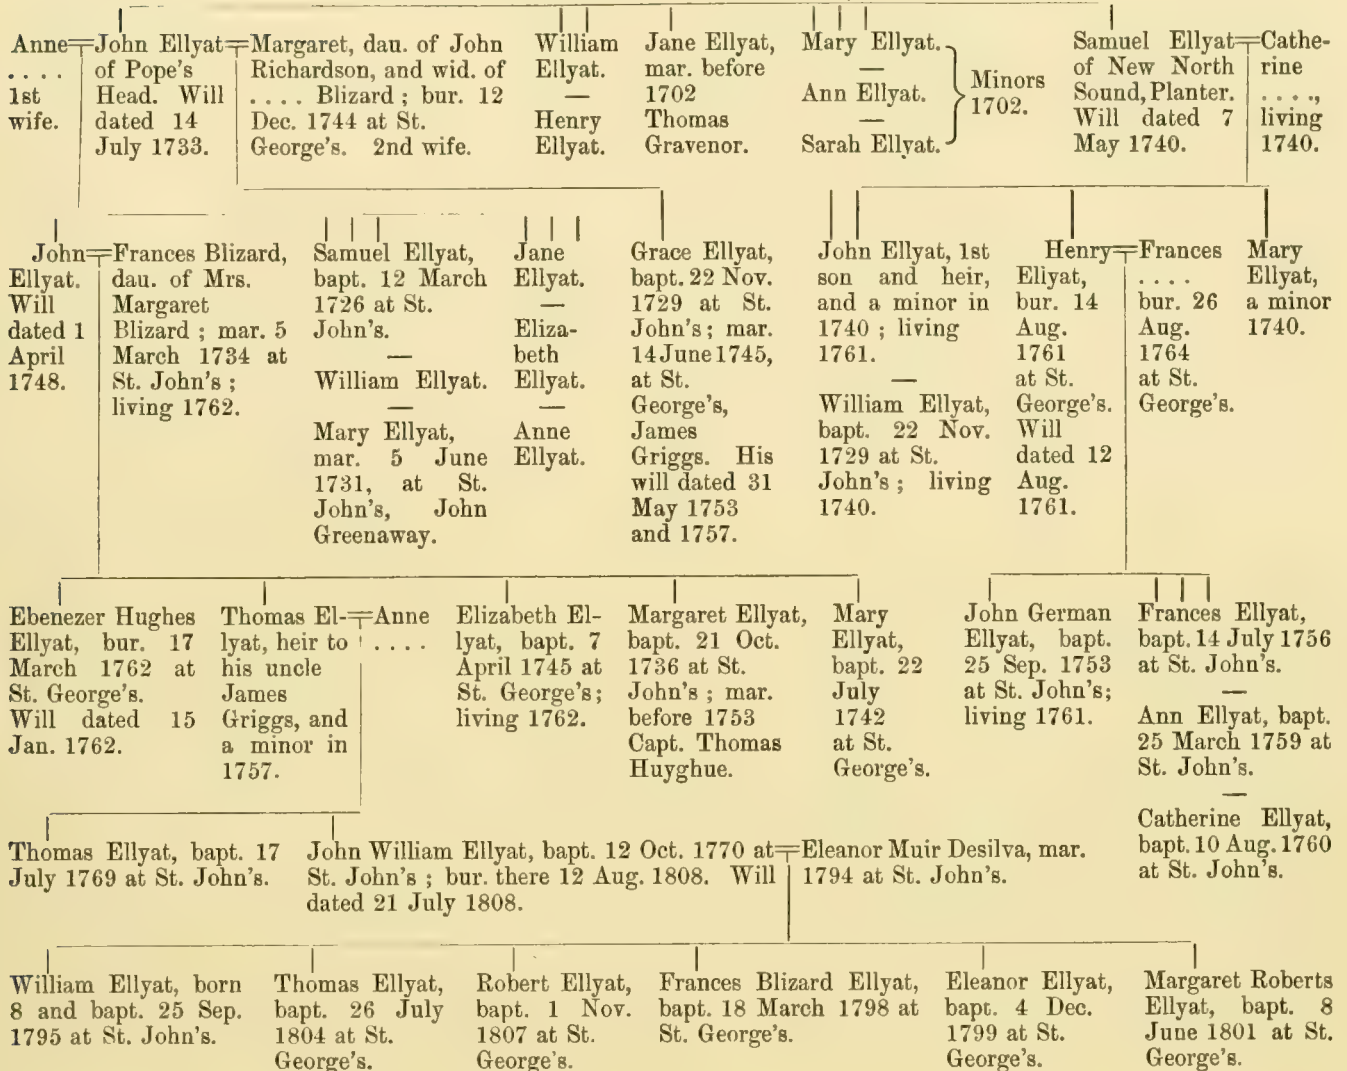 Anne=John Ellyat=Margaret, dau. of John
. . . . of Pope's Richardson, and wid. of
1st Head. Will . . . . Blizard ; bur. 12
wife. dated 14 Dec. 1744 at St.
July 1733. George's. 2nd wife.
William
Ellyat.
—
Henry
Ellyat.
Jane Ellyat,
mar. before
1702
Thomas
Gravenor.
Mary Ellyat.
—
Ann Ellyat.
—
Sarah Ellyat.
Minors
1702.
Samuel Ellyat=Cathe-
of New North rine
Sound, Planter. . . . .,
Will dated 7 living
May 1740. 1740.
John=Frances Blizard,
Ellyat. dau. of Mrs.
Will Margaret
dated 1 Blizard ; mar. 5
April March 1734 at
1748. St. John's ;
living 1762.
Samuel Ellyat,
bapt. 12 March
1726 at St.
John's.
—
William Ellyat.
—
Mary Ellyat,
mar. 5 June
1731, at St.
John's, John
Greenaway.
Jane
Ellyat.
—
Eliza-
beth
Ellyat.
—
Anne
Ellyat.
Grace Ellyat,
bapt. 22 Nov.
1729 at St.
John's ; mar.
14 June 1745,
at St.
George's,
James
Griggs. His
will dated 31
May 1753
and 1757.
John Ellyat, 1st
son and heir,
and a minor in
1740 ; living
1761.
—
William Ellyat,
bapt. 22 Nov.
1729 at St.
John's ; living
1740.
Henry=Frances
Ellyat, . . . .
bur. 14 bur. 26
Aug. Aug.
1761 1764
at St. at St.
George's. George's.
Will
dated 12
Aug.
1761.
Mary
Ellyat,
a minor
1740.
Ebenezer Hughes
Ellyat, bur. 17
March 1762 at
St. George's.
Will dated 15
Jan. 1762.
Thomas El-=Anne
lyat, heir to . . . .
his uncle
James
Griggs, and
a minor in
1757.
Elizabeth El-
lyat, bapt. 7
April 1745 at
St. George's ;
living 1762.
Margaret Ellyat,
bapt. 21 Oct.
1736 at St.
John's ; mar.
before 1753
Capt. Thomas
Huyghue.
Mary
Ellyat,
bapt. 22
July
1742
at St.
George's.
John German
Ellyat, bapt.
25 Sep. 1753
at St. John's;
living 1761.
Frances Ellyat,
bapt. 14 July 1756
at St. John's.
—
Ann Ellyat, bapt.
25 March 1759 at
St. John's.
—
Catherine Ellyat,
bapt. 10 Aug. 1760
at St. John's.
Thomas Ellyat, bapt. 17
July 1769 at St. John's.
John William Ellyat, bapt. 12 Oct. 1770 at=Eleanor Muir Desilva, mar.
St. John's ; bur. there 12 Aug. 1808. Will 1794 at St. John's.
dated 21 July 1808.
William Ellyat, born
8 and bapt. 25 Sep.
1795 at St. John's.
Thomas Ellyat,
bapt. 26 July
1804 at St.
George's.
Robert Ellyat,
bapt. 1 Nov.
1807 at St.
George's.
Frances Blizard Ellyat,
bapt. 18 March 1798 at
St. George's.
Eleanor Ellyat,
bapt. 4 Dec.
1799 at St.
George's.
Margaret Roberts
Ellyat, bapt. 8
June 1801 at St.
George's.